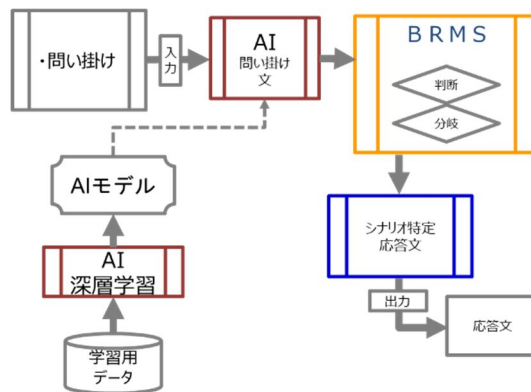 ・問い掛け
入
力
AI
問い掛け
文
BRMS
判断
分岐
AIモデル
シナリオ特定
応答文
AI
深層学習
出力
学習用
データ
応答文